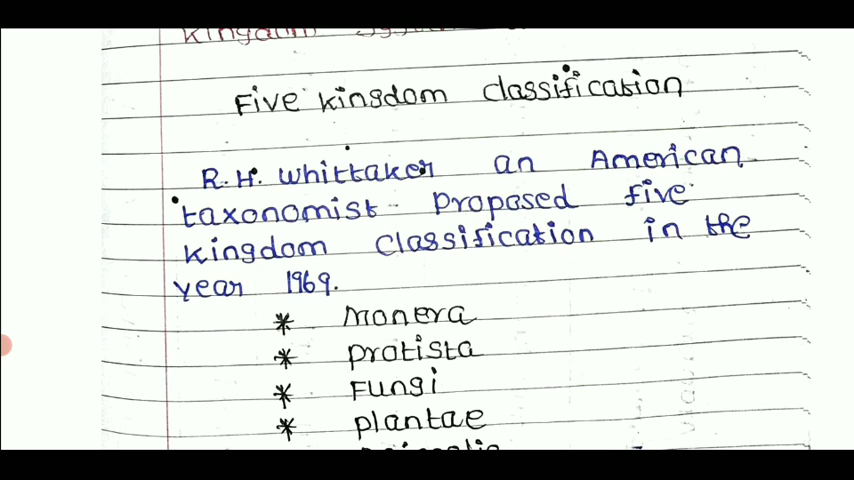 Five kingdom classification
R.H. Whittaker an American
taxonomist proposed five
kingdom classification in the
year 1969.
* Monera
* protista
* Fungi
* plantae